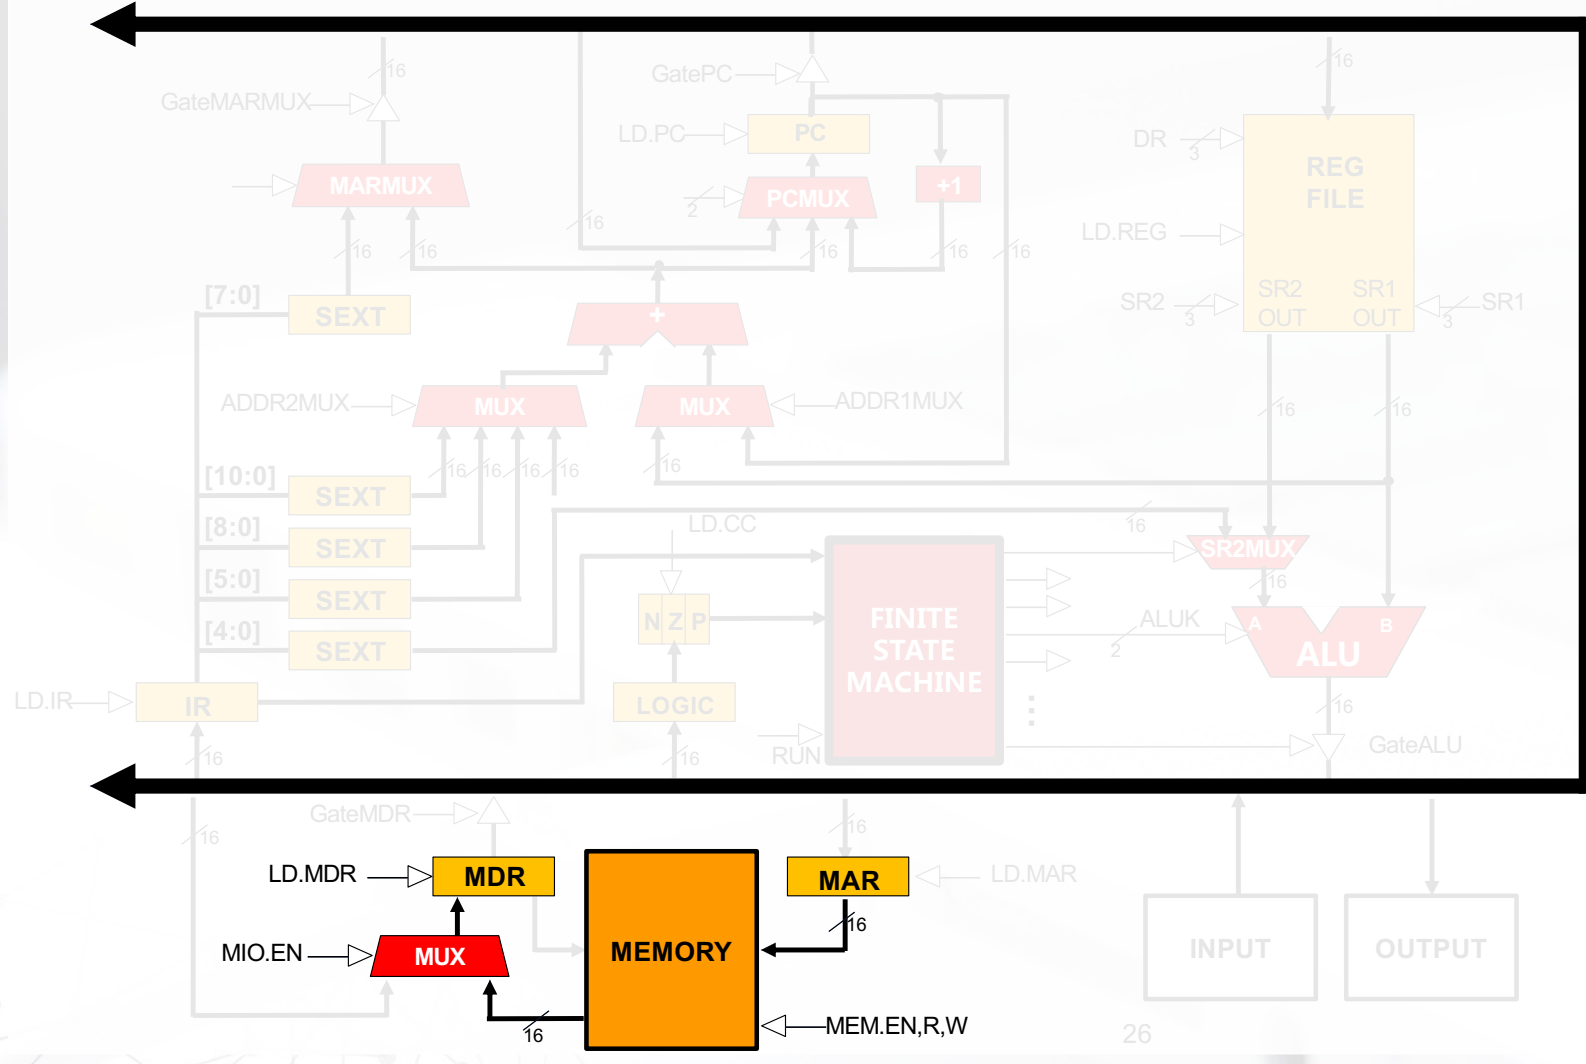 16
GatePC
16
GateMARMUX
LD.PC
PC
DR
3
REG
FILE
MARMUX
2
PCMUX
+1
16
LD.REG
16
16
16
16
16
[7:0]
SEXT
+
SR2
3
SR2
OUT
SR1
OUT
3
SR1
ADDR2MUX
MUX
MUX
ADDR1MUX
16
16
[10:0]
SEXT
16
16
16
16
16
[8:0]
SEXT
LD.CC
16
SR2MUX
[5:0]
SEXT
16
[4:0]
SEXT
N Z P
FINITE
STATE
MACHINE
ALUK
2
A
B
ALU
LD.IR
IR
LOGIC
16
16
16
RUN
GateALU
GateMDR
16
16
LD.MDR
MDR
MAR
LD.MAR
16
MIO.EN
MUX
MEMORY
INPUT
OUTPUT
16
MEM.EN,R,W
26